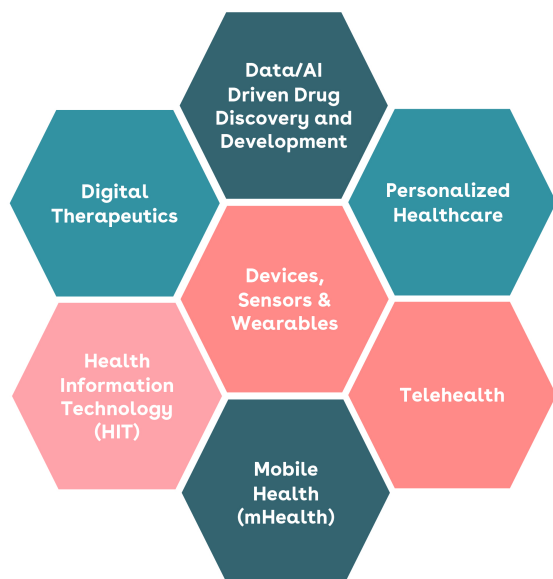 Data/AI
Driven Drug
Discovery and
Development
Digital
Therapeutics
Personalized
Healthcare
Devices,
Sensors &
Wearables
Health
Information
Technology
(HIT)
Telehealth
Mobile
Health
(mHealth)